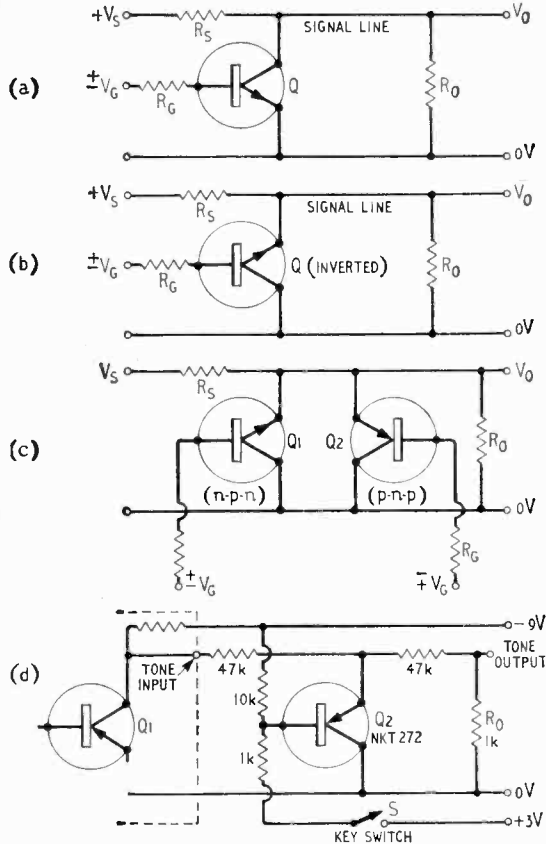 +VS
RS
SIGNAL LINE
VO
(a)
±VG
RG
Q
RO
0V
+VS
RS
SIGNAL LINE
VO
(b)
±VG
RG
Q (INVERTED)
RO
0V
VS
RS
VO
(c)
Q1
Q2
RO
(n-p-n)
(p-n-p)
0V
RG
±VG
∓VG
-9V
(d)
TONE INPUT
47k
47k
TONE OUTPUT
10k
Q1
Q2
NKT 272
RO
1k
1k
0V
S
+3V
KEY SWITCH